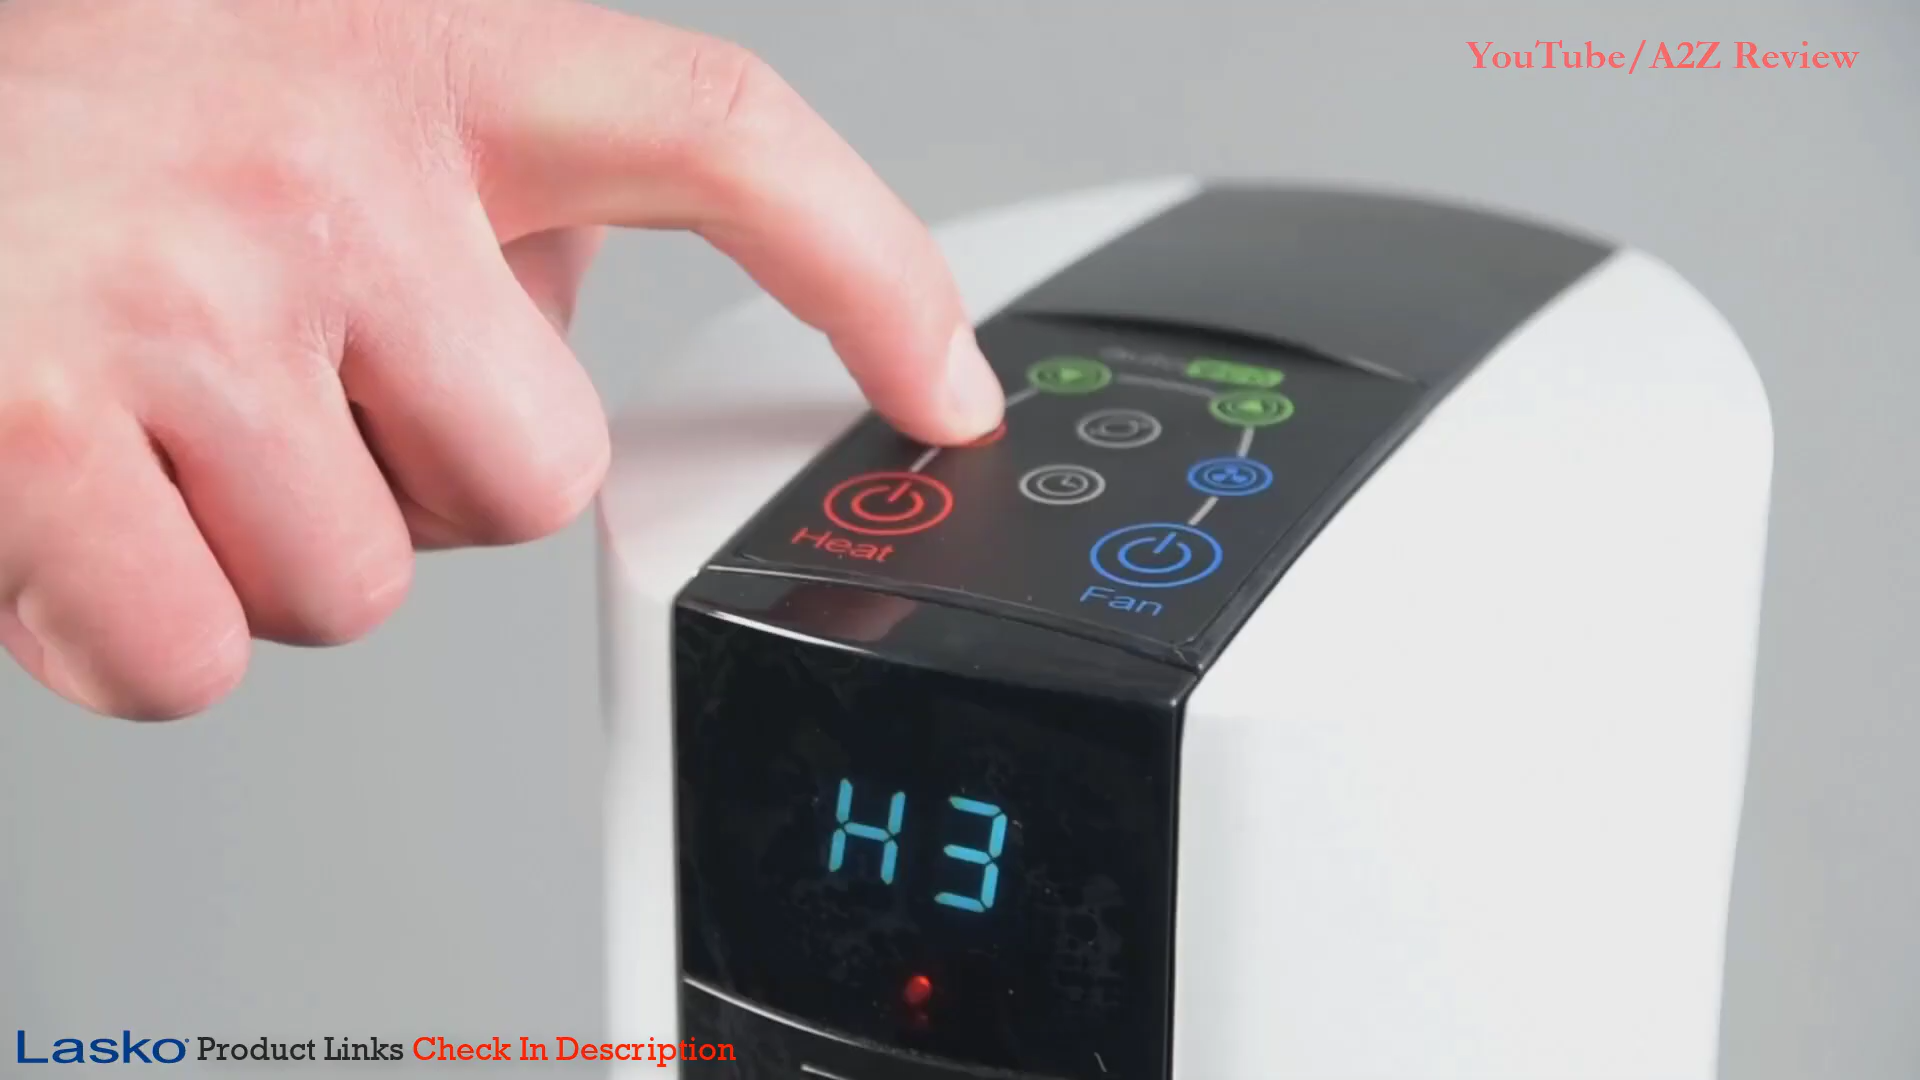 YouTube/A2Z Review
Heat
Fan
H3
Lasko Product Links Check In Description